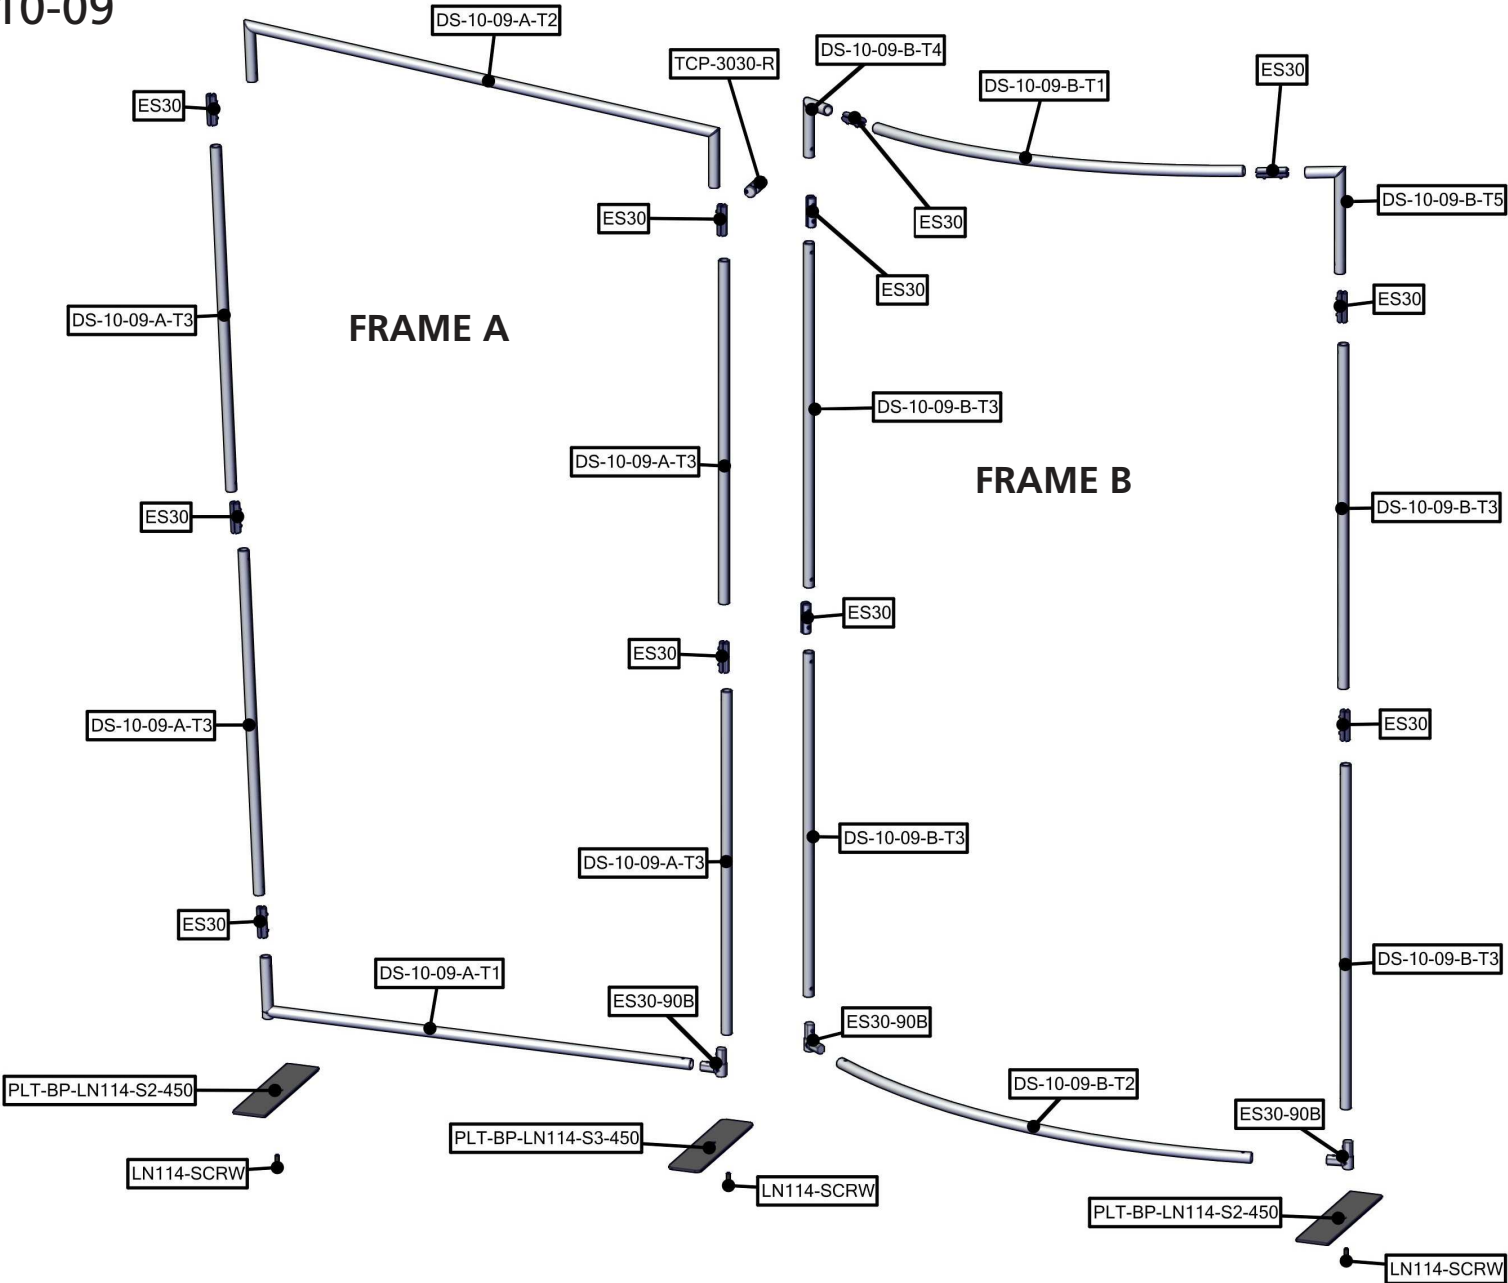 10-09
DS-10-09-A-T2
DS-10-09-B-T4
TCP-3030-R
ES30
DS-10-09-B-T1
ES30
DS-10-09-B-T5
ES30
ES30
ES30
ES30
DS-10-09-A-T3
FRAME A
DS-10-09-B-T3
DS-10-09-A-T3
FRAME B
DS-10-09-B-T3
ES30
ES30
ES30
DS-10-09-A-T3
ES30
DS-10-09-B-T3
DS-10-09-A-T3
ES30
DS-10-09-A-T1
DS-10-09-B-T3
ES30-90B
ES30-90B
PLT-BP-LN114-S2-450
DS-10-09-B-T2
ES30-90B
PLT-BP-LN114-S3-450
LN114-SCRW
LN114-SCRW
PLT-BP-LN114-S2-450
LN114-SCRW